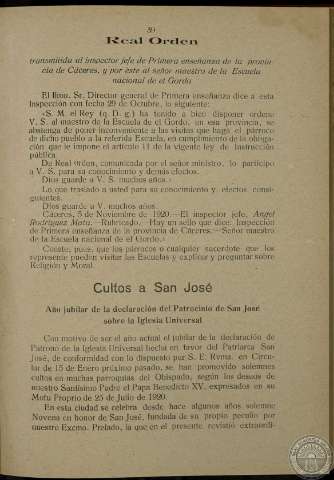 39
Real Orden
transmitida al inspector jefe de Primera enseñanza de la provin-
cia de Cáceres, y por éste al señor maestro de la Escuela
nacional de el Gordo
El Ilmo. Sr. Director general de Primera enseñanza dice a esta
Inspección con fecha 29 de Octubre, lo siguiente:
«S. M. el Rey (q. D. g.) ha tenido a bien disponer ordene
V. S. al maestro de la Escuela de el Gordo, en esa provincia, se
abstenga de poner inconveniente a las visitas que haga el párroco
de dicho pueblo a la referida Escuela, en cumplimiento de la obliga-
ción que le impone el artículo 11 de la vigente ley de instrucción
pública.
De Real orden, comunicada por el señor ministro, lo participo
a V. S. para su conocimiento y demás efectos.
Dios guarde a V. S. muchos años.»
Lo que traslado a usted para su conocimiento y efectos consi-
guientes.
Dios guarde a V. muchos años.
Cáceres, 5 de Noviembre de 1920.—El inspector jefe, Angel
Rodríguez Mata.—Rubricado.—Hay un sello que dice. Inspección
de Primera enseñanza de la provincia de Cáceres.—Señor maestro
de la Escuela nacional de el Gordo.»
Conste, pues, que los párrocos o cualquier sacerdote que los
represente pueden visitar las Escuelas y explicar y preguntar sobre
Religión y Moral.
Cultos a San José
Año jubilar de la declaración del Patrocinio de San José
sobre la Iglesia Universal
Con motivo de ser el año actual el jubilar de la declaración de
Patrono de la Iglesia Universal hecha en favor del Patriarca San
José, de conformidad con lo dispuesto por S. E. Rvma. en Circu-
lar de 15 de Enero próximo pasado, se han promovido solemnes
cultos en muchas parroquias del Obispado, según los deseos de
nuestro Santísimo Padre el Papa Benedicto XV, expresados en su
Motu Proprio de 25 de Julio de 1920.
En esta ciudad se celebra desde hace algunos años solemne
Novena en honor de San José, fundada de su propio peculio por
nuestro Excmo. Prelado, la que en el presente revistió extraordi-